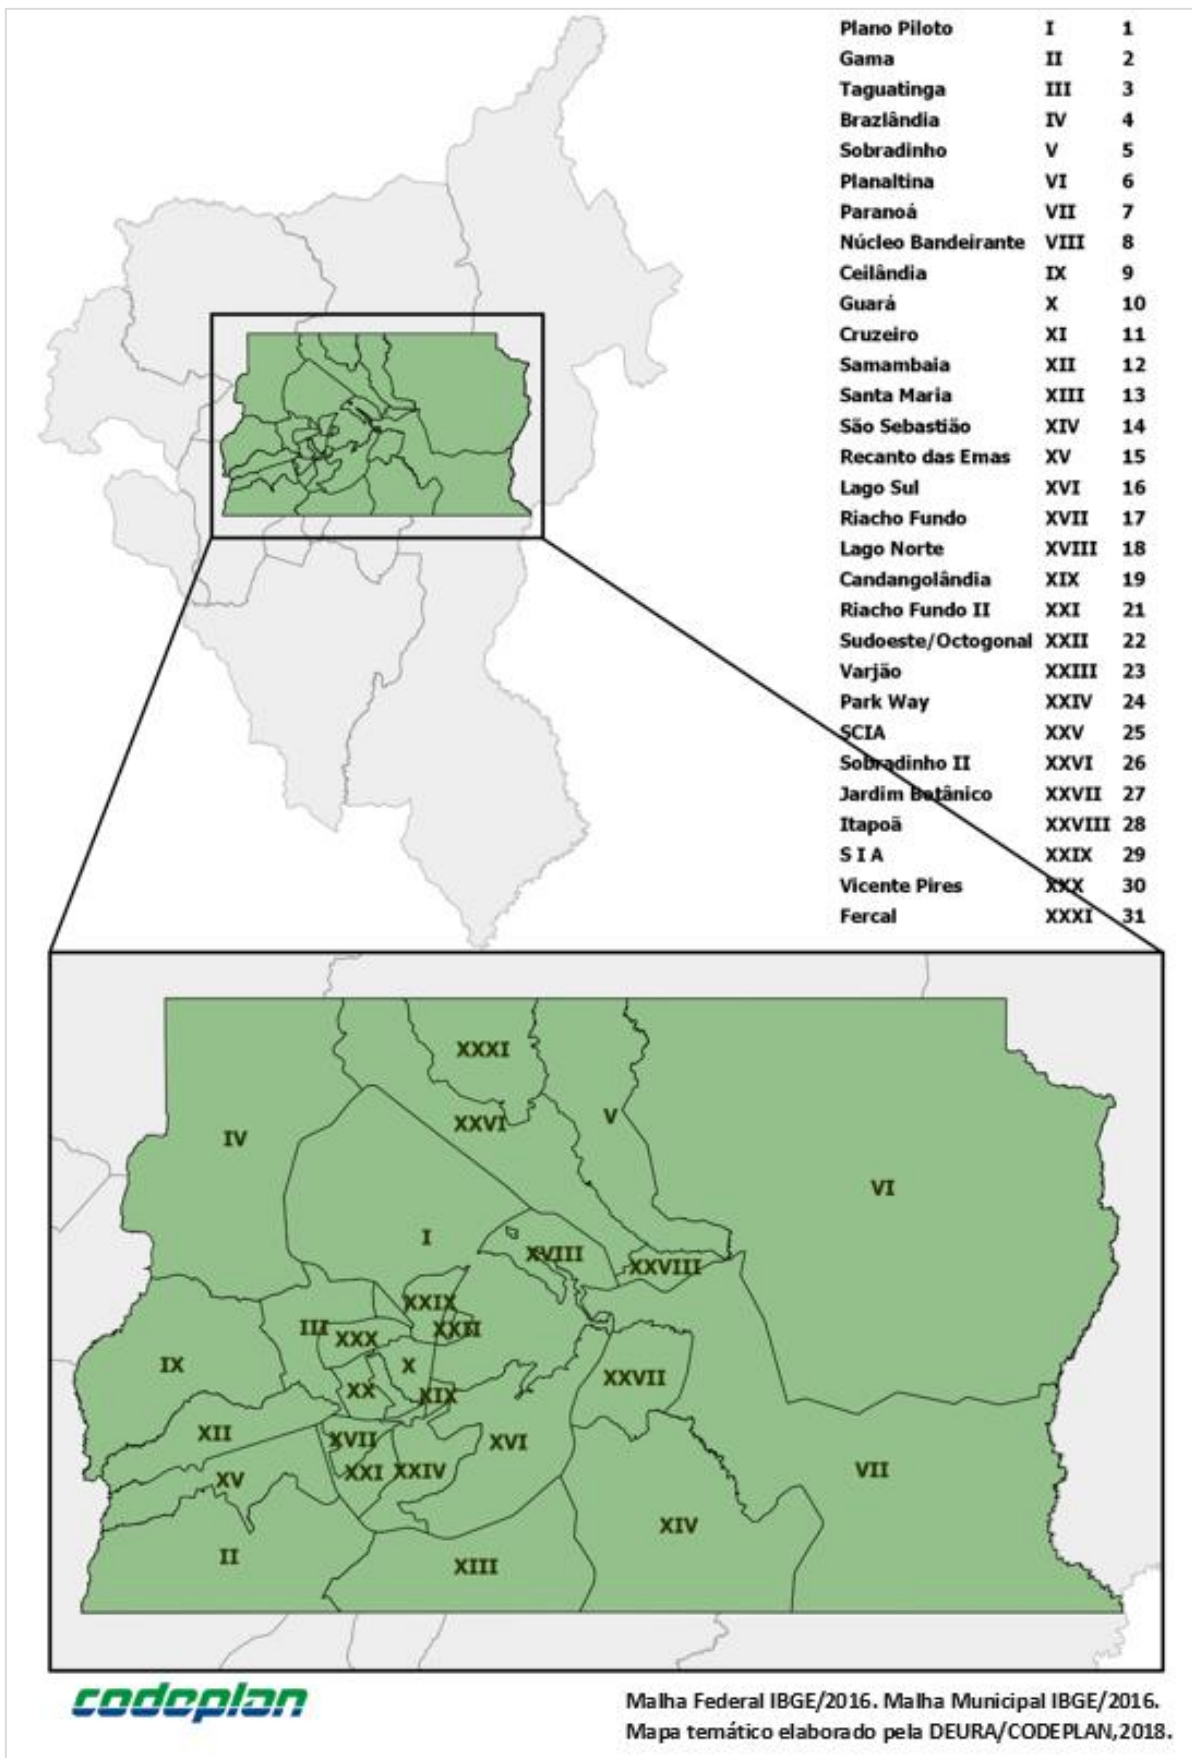 Plano Piloto I 1
Gama II 2
Taguatinga III 3
Brazlândia IV 4
Sobradinho V 5
Planaltina VI 6
Paranoá VII 7
Núcleo Bandeirante VIII 8
Ceilândia IX 9
Guará X 10
Cruzeiro XI 11
Samambaia XII 12
Santa Maria XIII 13
São Sebastião XIV 14
Recanto das Emas XV 15
Lago Sul XVI 16
Riacho Fundo XVII 17
Lago Norte XVIII 18
Candangolândia XIX 19
Riacho Fundo II XXI 21
Sudoeste/Octogonal XXII 22
Varjão XXIII 23
Park Way XXIV 24
SCIA XXV 25
Sobradinho II XXVI 26
Jardim Botânico XXVII 27
Itapoã XXVIII 28
S I A XXIX 29
Vicente Pires XXX 30
Fercal XXXI 31
XXXI
XXVI
V
IV
VI
I
XVIII
XXVIII
XXIX
III
XXX
XXII
IX
X
XXVII
XX
XIX
XII
XVII
XVI
XV
XXI
XXIV
VII
XIV
II
XIII
codeplan
Malha Federal IBGE/2016. Malha Municipal IBGE/2016.
Mapa temático elaborado pela DEURA/CODEPLAN,2018.